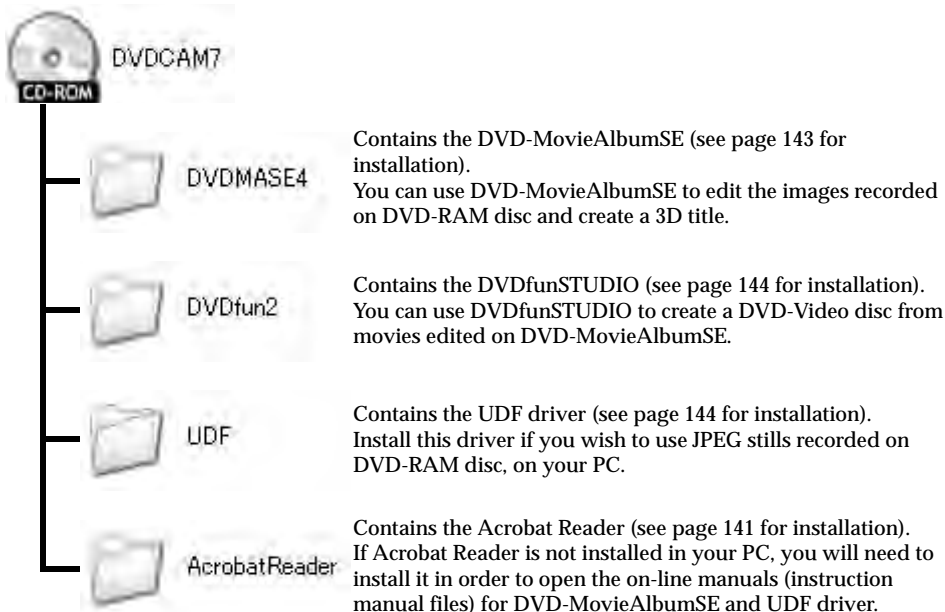 DVDCAM7
CD-ROM
DVDMASE4
Contains the DVD-MovieAlbumSE (see page 143 for
installation).
You can use DVD-MovieAlbumSE to edit the images recorded
on DVD-RAM disc and create a 3D title.
DVDfun2
Contains the DVDfunSTUDIO (see page 144 for installation).
You can use DVDfunSTUDIO to create a DVD-Video disc from
movies edited on DVD-MovieAlbumSE.
UDF
Contains the UDF driver (see page 144 for installation).
Install this driver if you wish to use JPEG stills recorded on
DVD-RAM disc, on your PC.
AcrobatReader
Contains the Acrobat Reader (see page 141 for installation).
If Acrobat Reader is not installed in your PC, you will need to
install it in order to open the on-line manuals (instruction
manual files) for DVD-MovieAlbumSE and UDF driver.